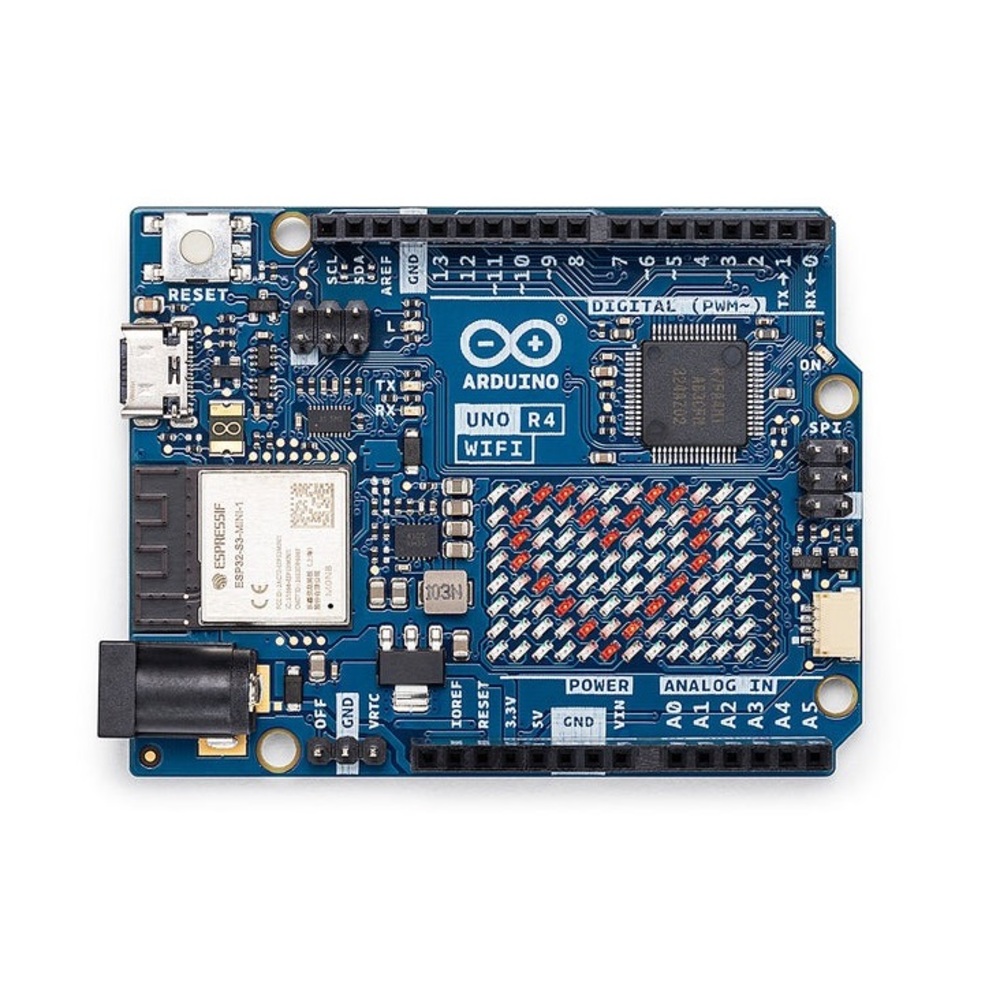 RESET
SCL
SDA
AREF
GND
13
12
~11
~10
~9
8
7
~6
~5
4
~3
2
TX→1
RX←0
DIGITAL (PWM~)
L
TX
RX
ARDUINO
®
UNO R4
WIFI
ON
SPI
8
ESPRESSIF
ESP32-S3-MINI-1
CE
103N
OFF
GND
VRTC
IOREF
RESET
3.3V
5V
GND
VIN
POWER
ANALOG IN
A0
A1
A2
A3
A4
A5